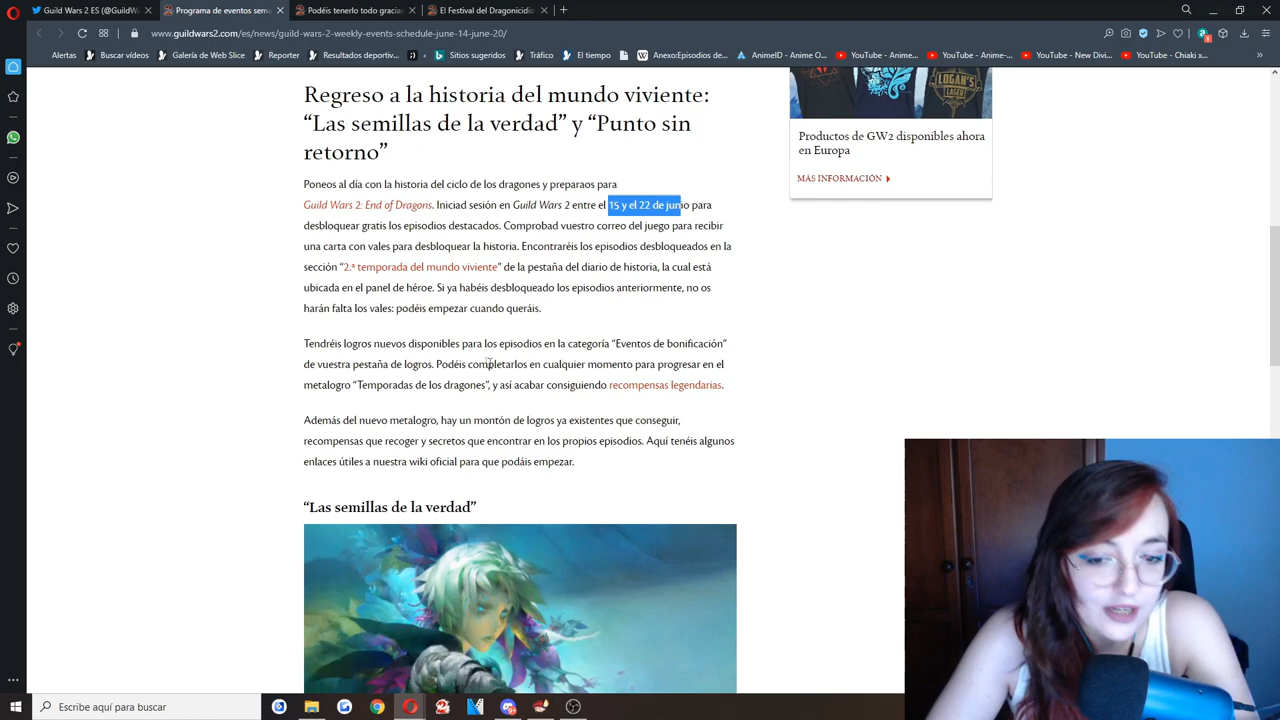 Guild Wars 2 ES (@GuildWa
Programa de eventos sema
Podéis tenerlo todo gracias
El Festival del Dragonicidio
www.guildwars2.com/es/news/guild-wars-2-weekly-events-schedule-june-14-june-20/
Alertas
Buscar vídeos
Galería de Web Slice
Reporter
Resultados deportiv...
Sitios sugeridos
Tráfico
El tiempo
Anexo:Episodios de...
AnimeID - Anime O...
YouTube - Anime-...
YouTube - Anime-...
YouTube - New Divi...
YouTube - Chiaki x...
Regreso a la historia del mundo viviente:
“Las semillas de la verdad” y “Punto sin
retorno”
Poneos al día con la historia del ciclo de los dragones y preparaos para
Guild Wars 2: End of Dragons. Iniciad sesión en Guild Wars 2 entre el 15 y el 22 de junio para
desbloquear gratis los episodios destacados. Comprobad vuestro correo del juego para recibir
una carta con vales para desbloquear la historia. Encontraréis los episodios desbloqueados en la
sección “2.ª temporada del mundo viviente” de la pestaña del diario de historia, la cual está
ubicada en el panel de héroe. Si ya habéis desbloqueado los episodios anteriormente, no os
harán falta los vales: podéis empezar cuando queráis.
Tendréis logros nuevos disponibles para los episodios en la categoría “Eventos de bonificación”
de vuestra pestaña de logros. Podéis completarlos en cualquier momento para progresar en el
metalogro “Temporadas de los dragones”, y así acabar consiguiendo recompensas legendarias.
Además del nuevo metalogro, hay un montón de logros ya existentes que conseguir,
recompensas que recoger y secretos que encontrar en los propios episodios. Aquí tenéis algunos
enlaces útiles a nuestra wiki oficial para que podáis empezar.
“Las semillas de la verdad”
LOGAN'S
LAGER
Productos de GW2 disponibles ahora
en Europa
MÁS INFORMACIÓN
Escribe aquí para buscar